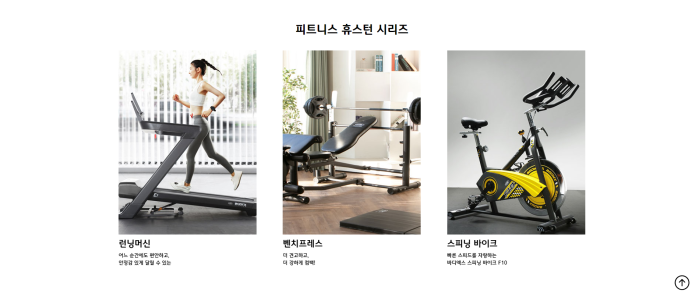 피트니스 휴스턴 시리즈
런닝머신
어느 순간에도 편안하고,
안정감 있게 달릴 수 있는
벤치프레스
더 견고하고,
더 강하게 컴백!
스피닝 바이크
빠른 스피드를 자랑하는
바디엑스 스피닝 바이크 F10